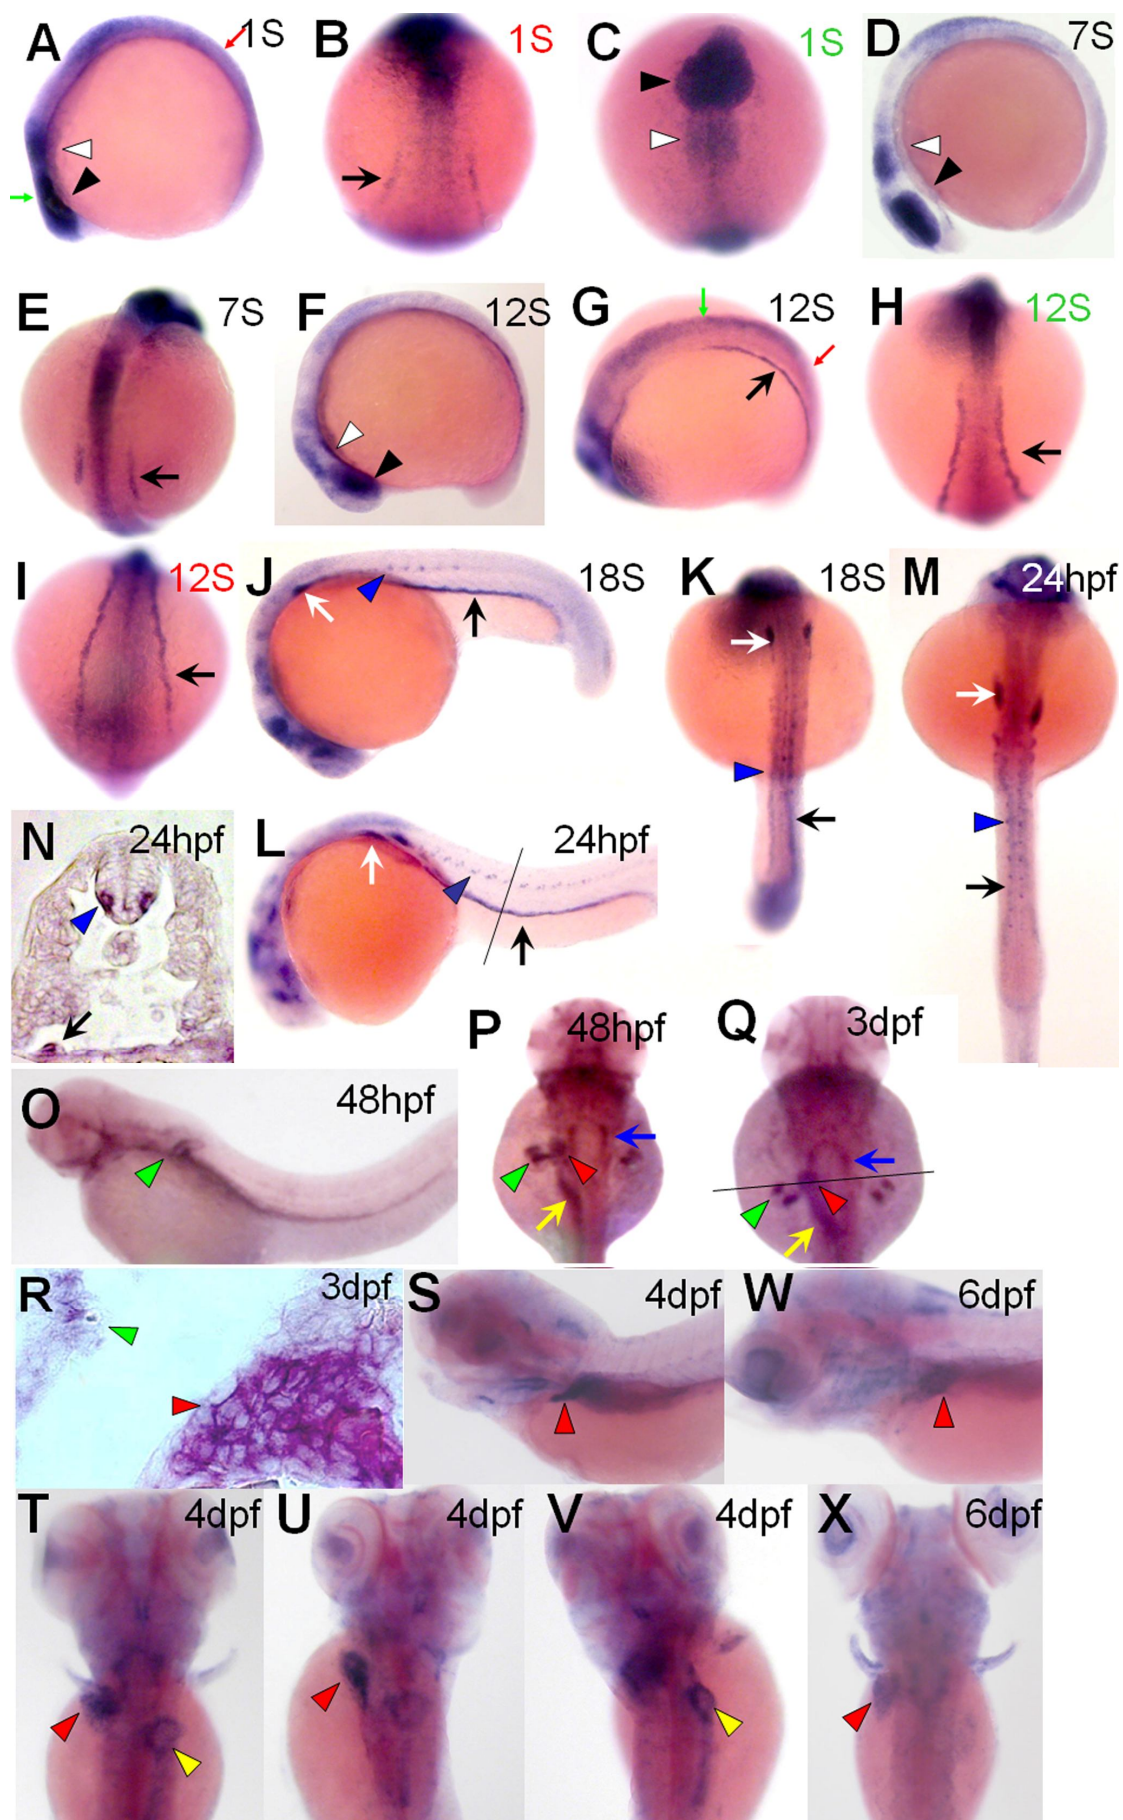 A 1S B 1S C 1S D 7S
E 7S F 12S G 12S H 12S
I 12S J 18S K 18S M 24hpf
N 24hpf L 24hpf
P 48hpf Q 3dpf
O 48hpf
R 3dpf S 4dpf W 6dpf
T 4dpf U 4dpf V 4dpf X 6dpf